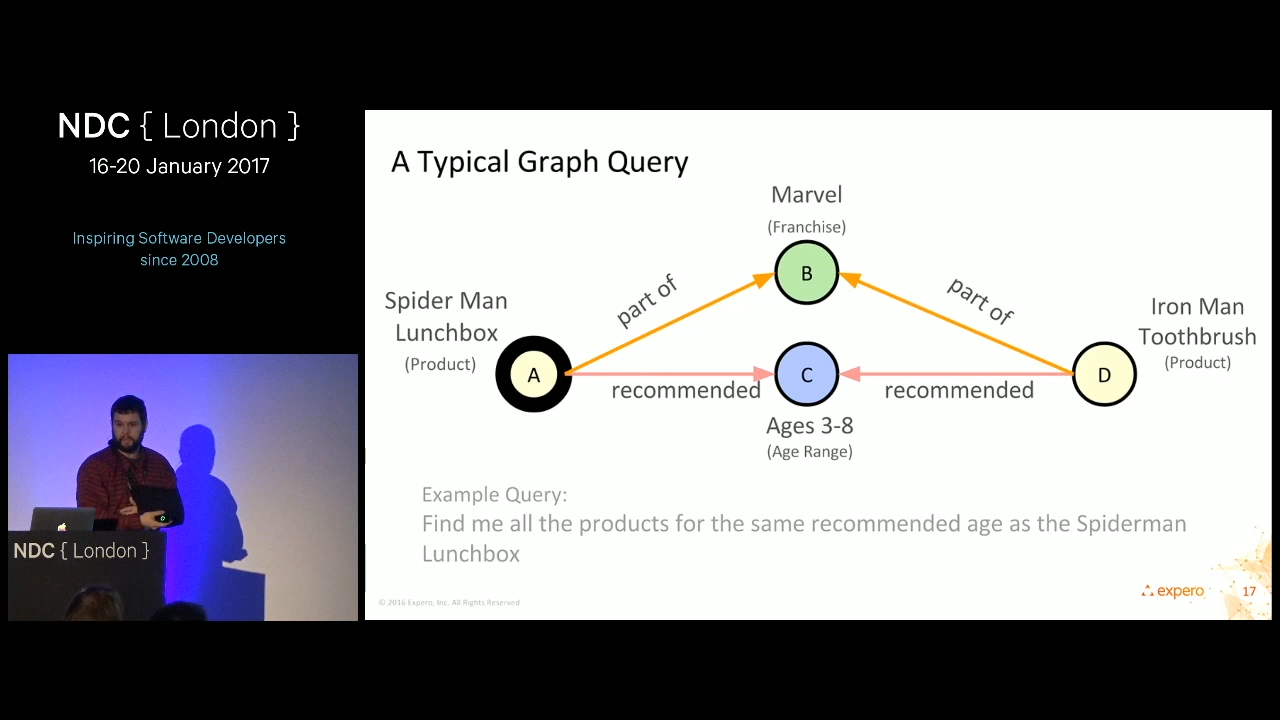 NDC { London }
16-20 January 2017
Inspiring Software Developers
since 2008
NDC { London }
A Typical Graph Query
Marvel
(Franchise)
B
part of
part of
Spider Man
Lunchbox
(Product)
A
recommended
C
recommended
D
Iron Man
Toothbrush
(Product)
Ages 3-8
(Age Range)
Example Query:
Find me all the products for the same recommended age as the Spiderman
Lunchbox
© 2016 Expero, Inc. All Rights Reserved
expero
17